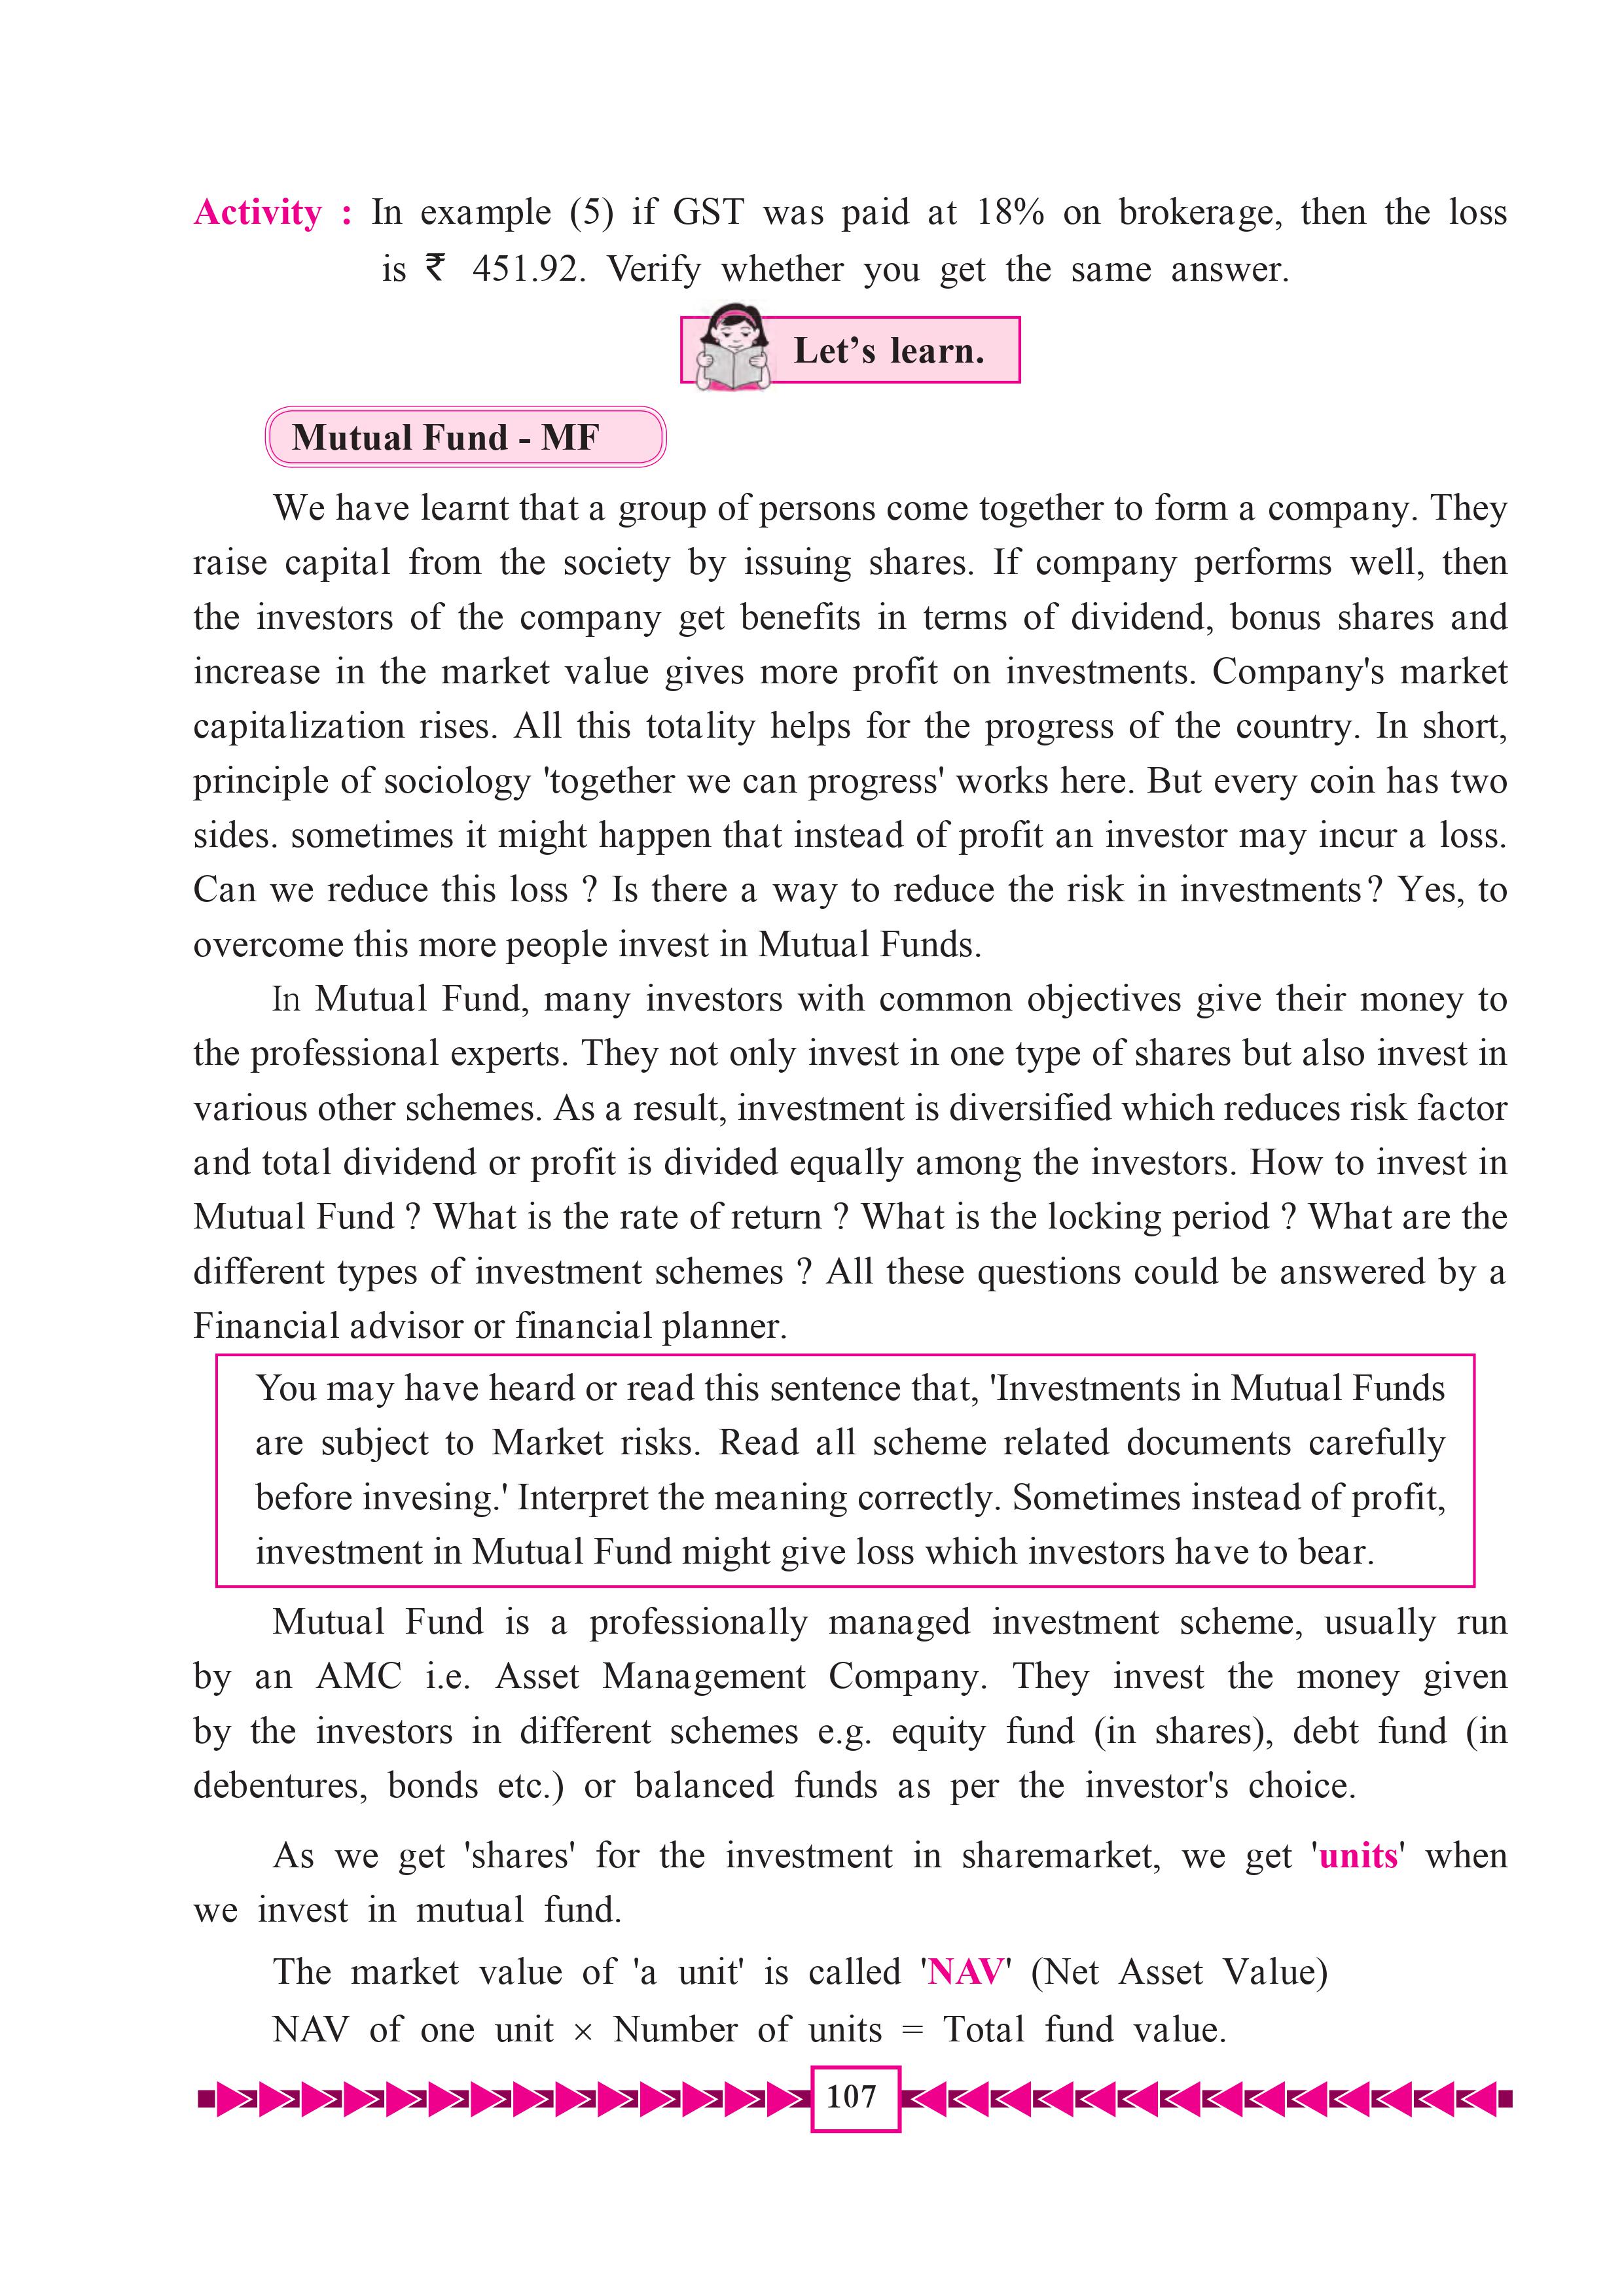 Activity : In example (5) if GST was paid at 18% on brokerage, then the loss
is ₹ 451.92. Verify whether you get the same answer.
Let’s learn.
Mutual Fund - MF
We have learnt that a group of persons come together to form a company. They
raise capital from the society by issuing shares. If company performs well, then
the investors of the company get benefits in terms of dividend, bonus shares and
increase in the market value gives more profit on investments. Company's market
capitalization rises. All this totality helps for the progress of the country. In short,
principle of sociology 'together we can progress' works here. But every coin has two
sides. sometimes it might happen that instead of profit an investor may incur a loss.
Can we reduce this loss ? Is there a way to reduce the risk in investments? Yes, to
overcome this more people invest in Mutual Funds.
In Mutual Fund, many investors with common objectives give their money to
the professional experts. They not only invest in one type of shares but also invest in
various other schemes. As a result, investment is diversified which reduces risk factor
and total dividend or profit is divided equally among the investors. How to invest in
Mutual Fund ? What is the rate of return ? What is the locking period ? What are the
different types of investment schemes ? All these questions could be answered by a
Financial advisor or financial planner.
You may have heard or read this sentence that, 'Investments in Mutual Funds
are subject to Market risks. Read all scheme related documents carefully
before invesing.' Interpret the meaning correctly. Sometimes instead of profit,
investment in Mutual Fund might give loss which investors have to bear.
Mutual Fund is a professionally managed investment scheme, usually run
by an AMC i.e. Asset Management Company. They invest the money given
by the investors in different schemes e.g. equity fund (in shares), debt fund (in
debentures, bonds etc.) or balanced funds as per the investor's choice.
As we get 'shares' for the investment in sharemarket, we get 'units' when
we invest in mutual fund.
The market value of 'a unit' is called 'NAV' (Net Asset Value)
NAV of one unit × Number of units = Total fund value.
107